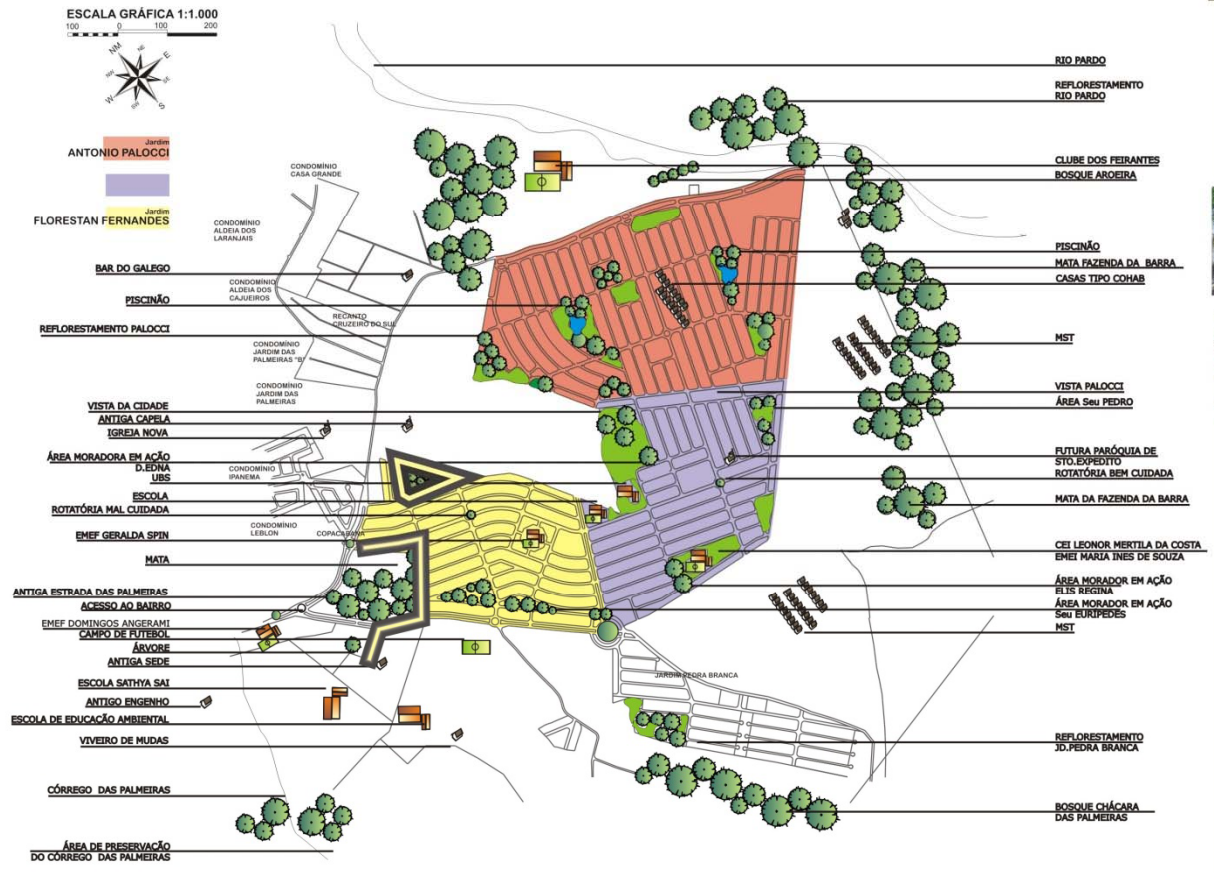 ESCALA GRÁFICA 1:1.000
100 0 100 200
NM
NE
E
SE
S
SW
W
NW
Jardim
ANTONIO PALOCCI
Jardim
FLORESTAN FERNANDES
CONDOMÍNIO
CASA GRANDE
CONDOMÍNIO
ALDEIA DOS
LARANJAIS
CONDOMÍNIO
ALDEIA DOS
CAJUEIROS
RECANTO
CRUZEIRO DO SUL
CONDOMÍNIO
JARDIM DAS
PALMEIRAS "B"
CONDOMÍNIO
JARDIM DAS
PALMEIRAS
CONDOMÍNIO
IPANEMA
CONDOMÍNIO
LEBLON
COPACABANA
JARDIM PEDRA BRANCA
BAR DO GALEGO
PISCINÃO
REFLORESTAMENTO PALOCCI
VISTA DA CIDADE
ANTIGA CAPELA
IGREJA NOVA
ÁREA MORADORA EM AÇÃO
D.EDNA
UBS
ESCOLA
ROTATÓRIA MAL CUIDADA
EMEF GERALDA SPIN
MATA
ANTIGA ESTRADA DAS PALMEIRAS
ACESSO AO BAIRRO
EMEF DOMINGOS ANGERAMI
CAMPO DE FUTEBOL
ÁRVORE
ANTIGA SEDE
ESCOLA SATHYA SAI
ANTIGO ENGENHO
ESCOLA DE EDUCAÇÃO AMBIENTAL
VIVEIRO DE MUDAS
CÓRREGO DAS PALMEIRAS
ÁREA DE PRESERVAÇÃO
DO CÓRREGO DAS PALMEIRAS
RIO PARDO
REFLORESTAMENTO
RIO PARDO
CLUBE DOS FEIRANTES
BOSQUE AROEIRA
PISCINÃO
MATA FAZENDA DA BARRA
CASAS TIPO COHAB
MST
VISTA PALOCCI
ÁREA Seu PEDRO
FUTURA PARÓQUIA DE
STO.EXPEDITO
ROTATÓRIA BEM CUIDADA
MATA DA FAZENDA DA BARRA
CEI LEONOR MERTILA DA COSTA
EMEI MARIA INES DE SOUZA
ÁREA MORADOR EM AÇÃO
ELIS REGINA
ÁREA MORADOR EM AÇÃO
Seu EURÍPEDES
MST
REFLORESTAMENTO
JD.PEDRA BRANCA
BOSQUE CHÁCARA
DAS PALMEIRAS